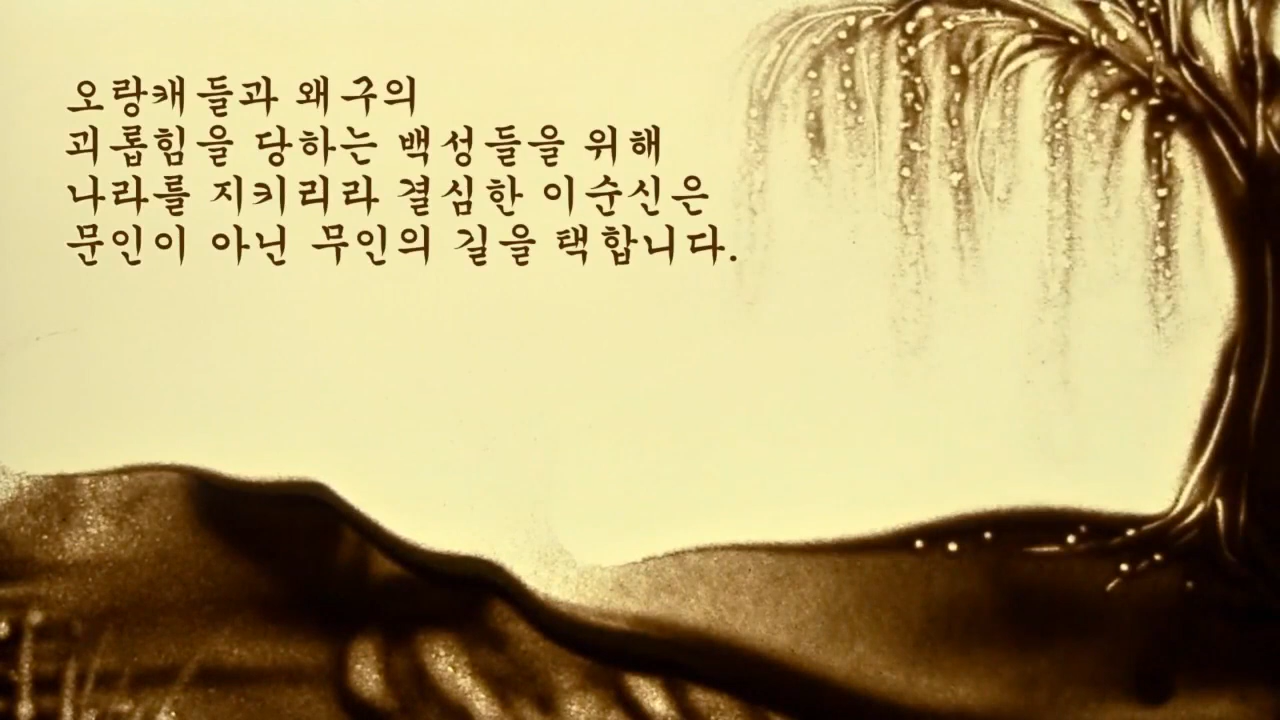 오랑캐들과 왜구의
괴롭힘을 당하는 백성들을 위해
나라를 지키리라 결심한 이순신은
문인이 아닌 무인의 길을 택합니다.